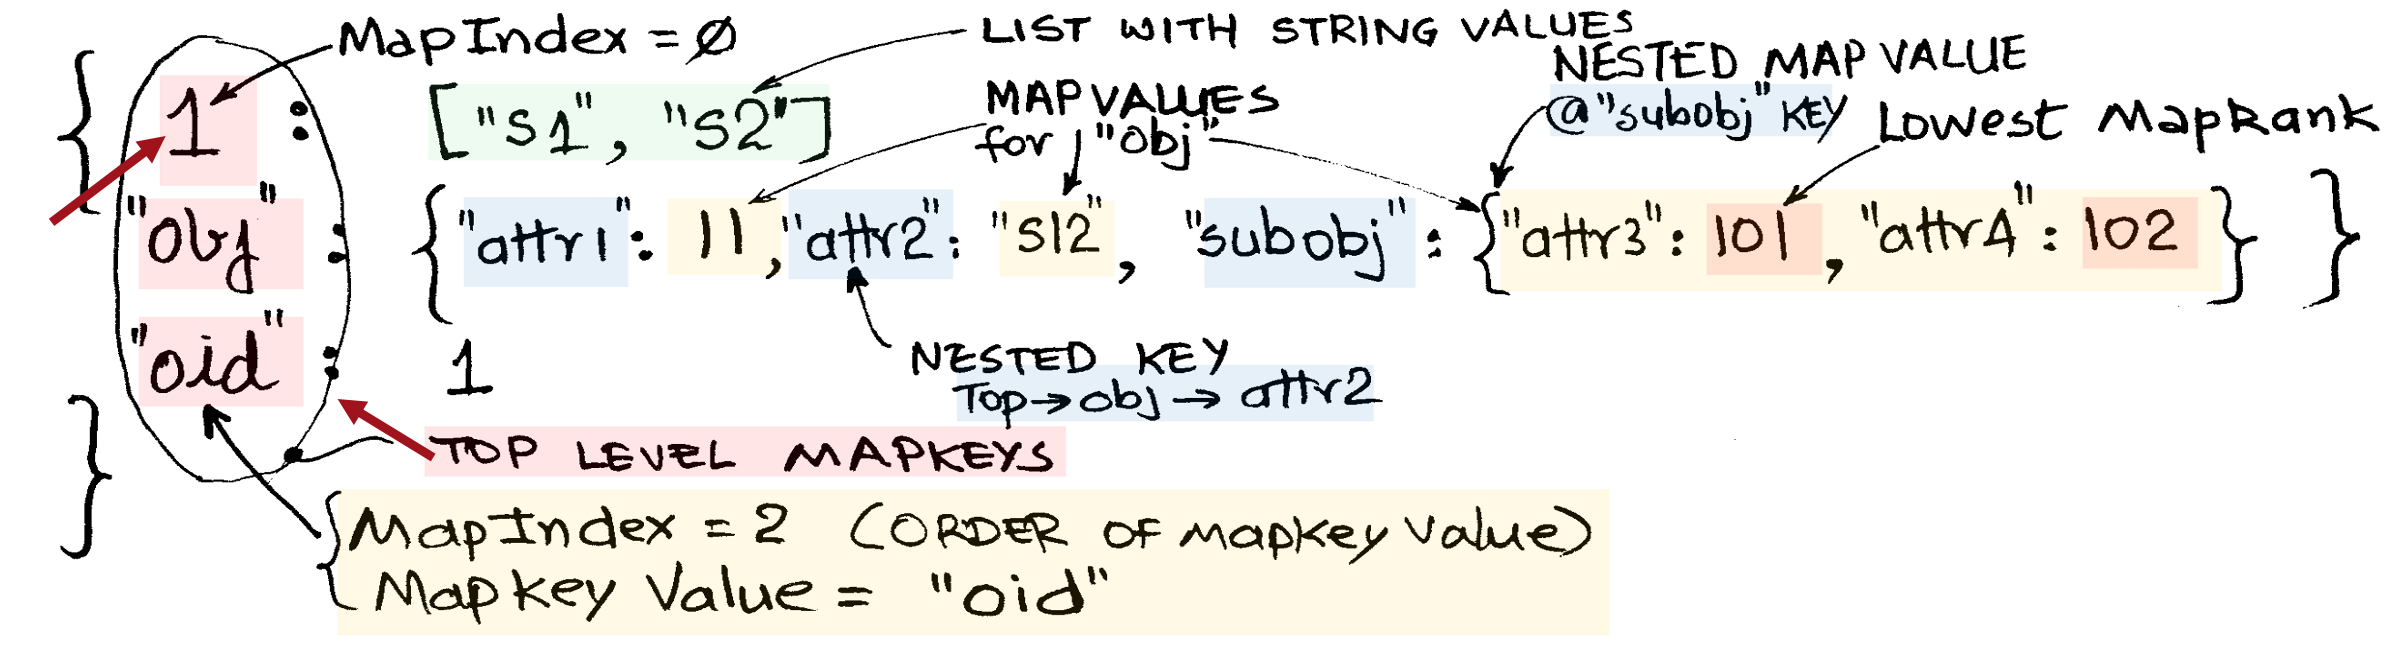 MapIndex = 0
LIST WITH STRING VALUES
NESTED MAP VALUE
@"subobj" KEY
MAP VALUES
for "obj"
Lowest MapRank
{ 1 : ["S1", "S2"]
"obj" : {"attr1": 11, "attr2": "S12", "subobj": {"attr3": 101, "attr4": 102} }
"oid" : 1
}
NESTED KEY
Top→obj→attr2
TOP LEVEL MAPKEYS
MapIndex = 2 (ORDER OF mapkey value)
Mapkey Value = "oid"